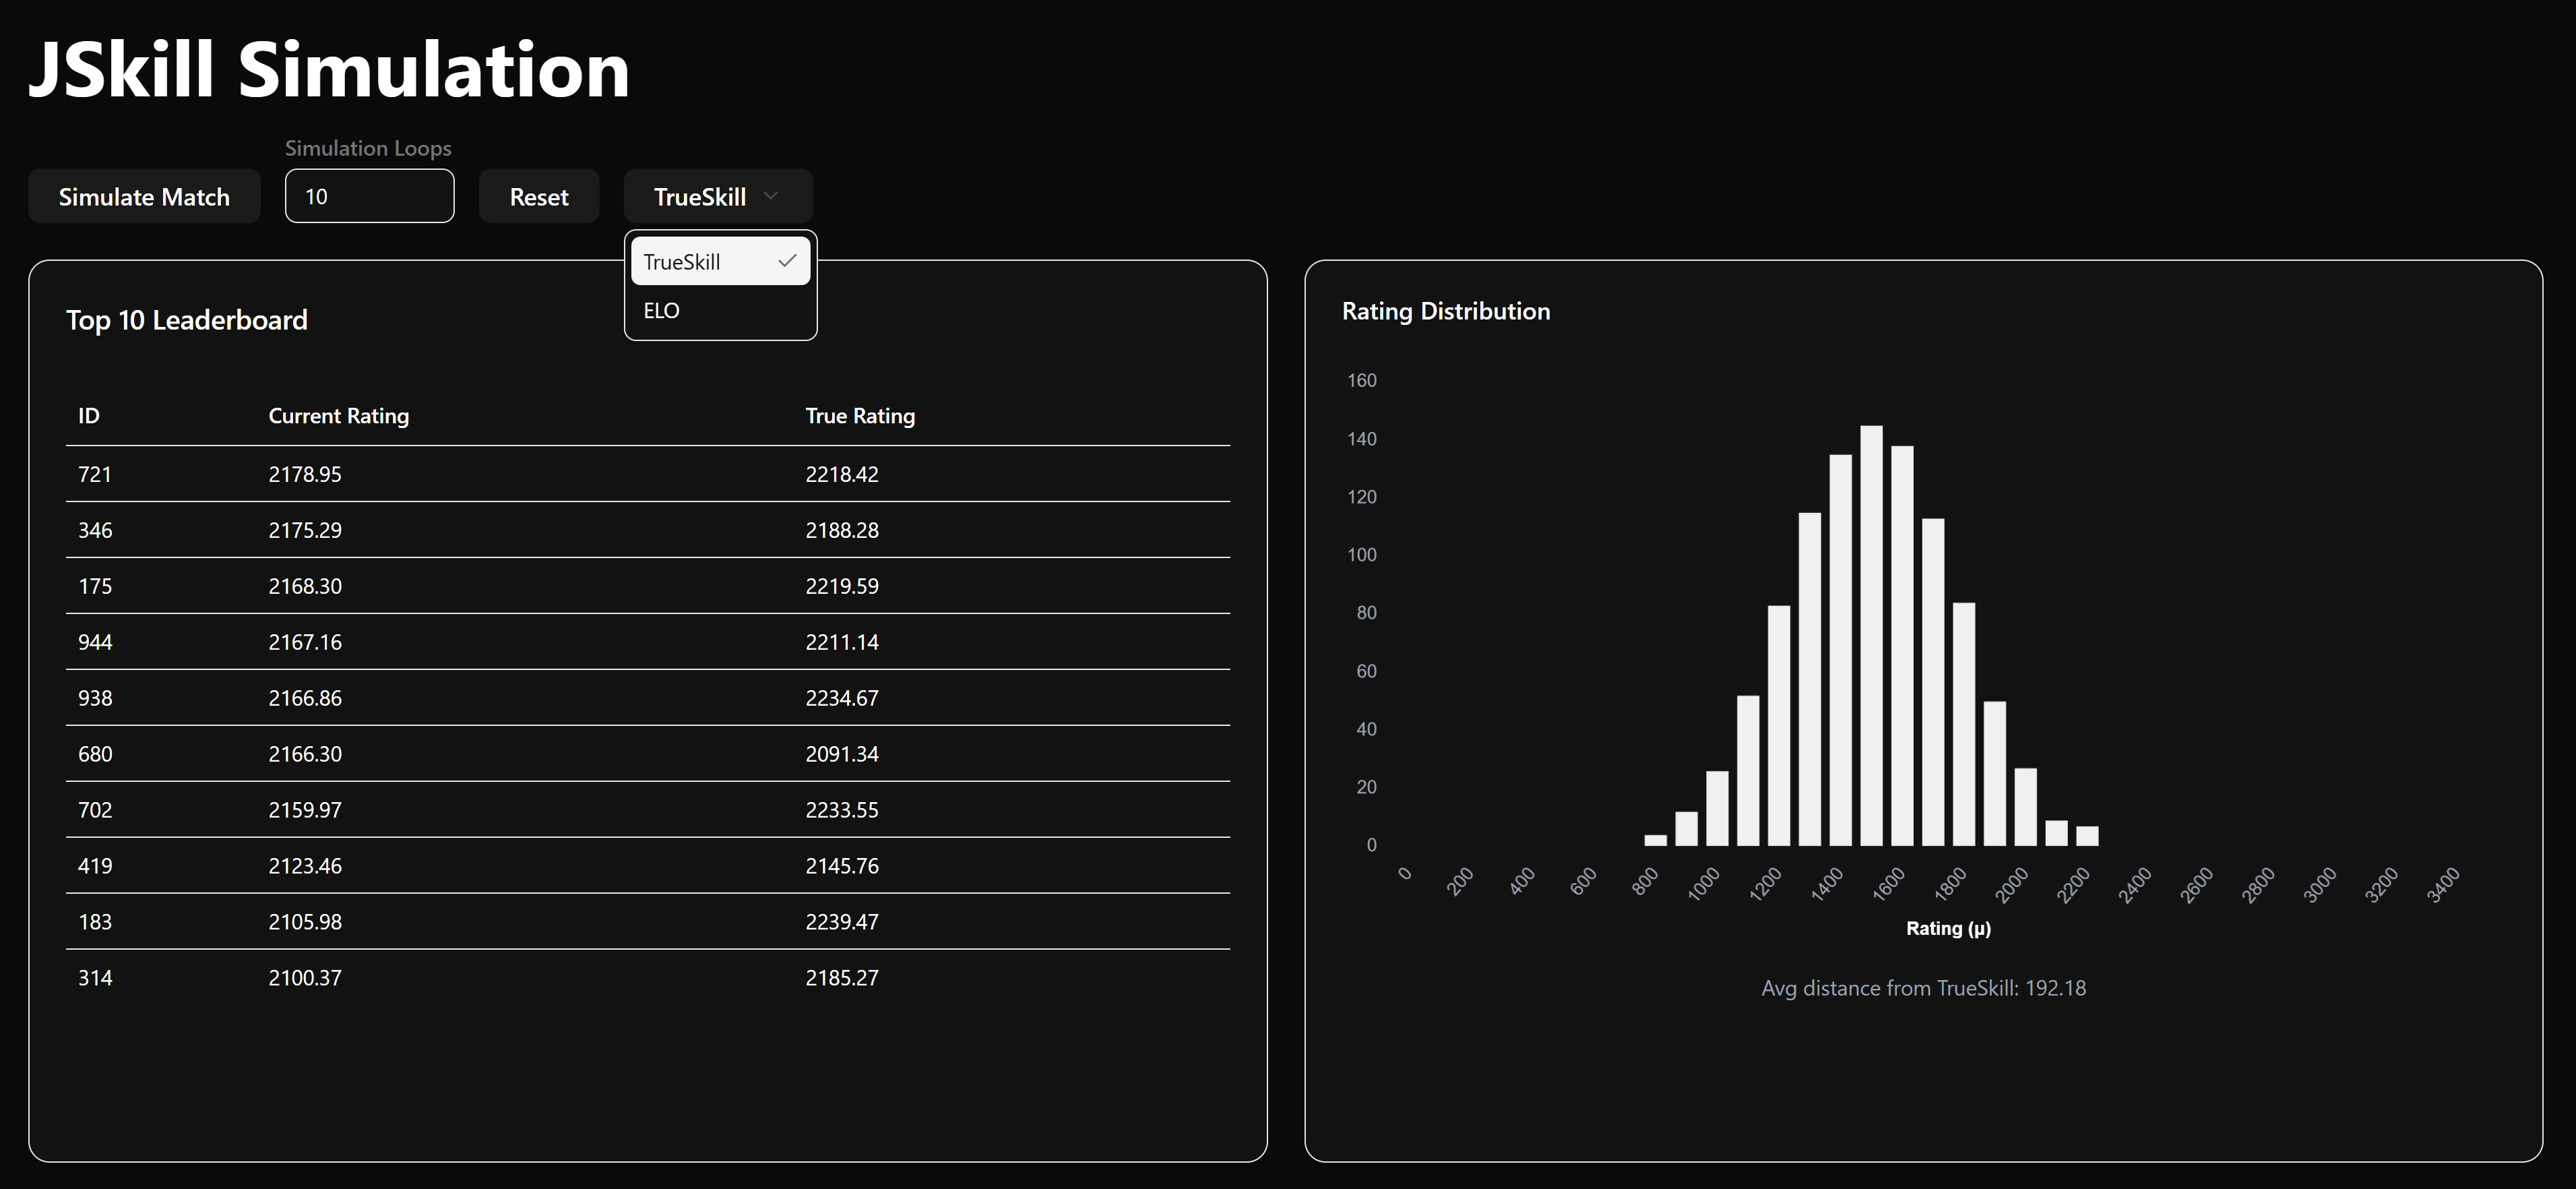 JSkill Simulation
Simulation Loops
Simulate Match 10 Reset TrueSkill
TrueSkill
ELO
Top 10 Leaderboard
ID Current Rating True Rating
721 2178.95 2218.42
346 2175.29 2188.28
175 2168.30 2219.59
944 2167.16 2211.14
938 2166.86 2234.67
680 2166.30 2091.34
702 2159.97 2233.55
419 2123.46 2145.76
183 2105.98 2239.47
314 2100.37 2185.27
Rating Distribution
160
140
120
100
80
60
40
20
0
0 200 400 600 800 1000 1200 1400 1600 1800 2000 2200 2400 2600 2800 3000 3200 3400
Rating (μ)
Avg distance from TrueSkill: 192.18